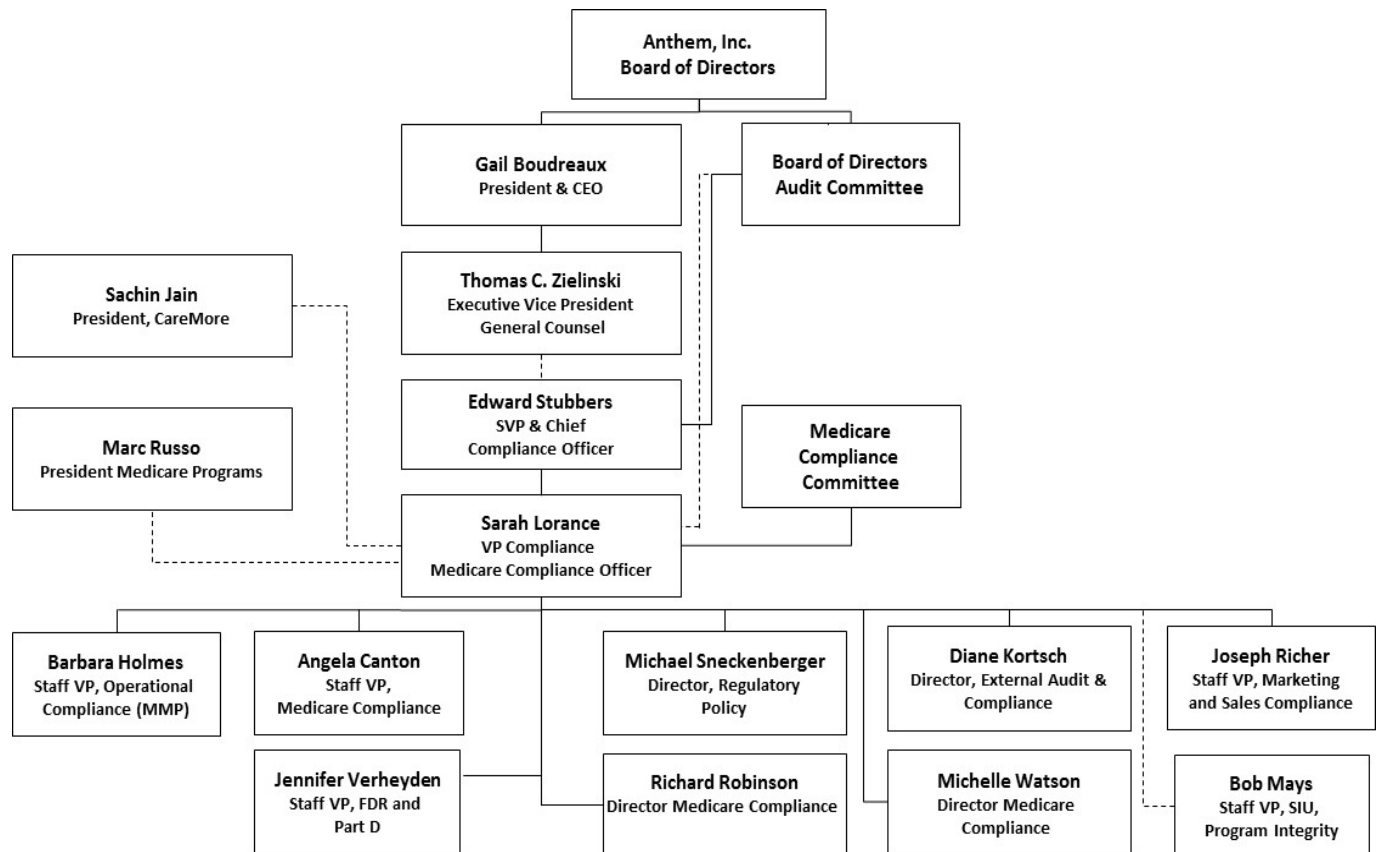 Anthem, Inc.
Board of Directors
Gail Boudreaux
President & CEO
Board of Directors
Audit Committee
Sachin Jain
President, CareMore
Thomas C. Zielinski
Executive Vice President
General Counsel
Marc Russo
President Medicare Programs
Edward Stubbers
SVP & Chief
Compliance Officer
Medicare
Compliance
Committee
Sarah Lorance
VP Compliance
Medicare Compliance Officer
Barbara Holmes
Staff VP, Operational
Compliance (MMP)
Angela Canton
Staff VP,
Medicare Compliance
Michael Sneckenberger
Director, Regulatory
Policy
Diane Kortsch
Director, External Audit &
Compliance
Joseph Richer
Staff VP, Marketing
and Sales Compliance
Jennifer Verheyden
Staff VP, FDR and
Part D
Richard Robinson
Director Medicare Compliance
Michelle Watson
Director Medicare
Compliance
Bob Mays
Staff VP, SIU,
Program Integrity